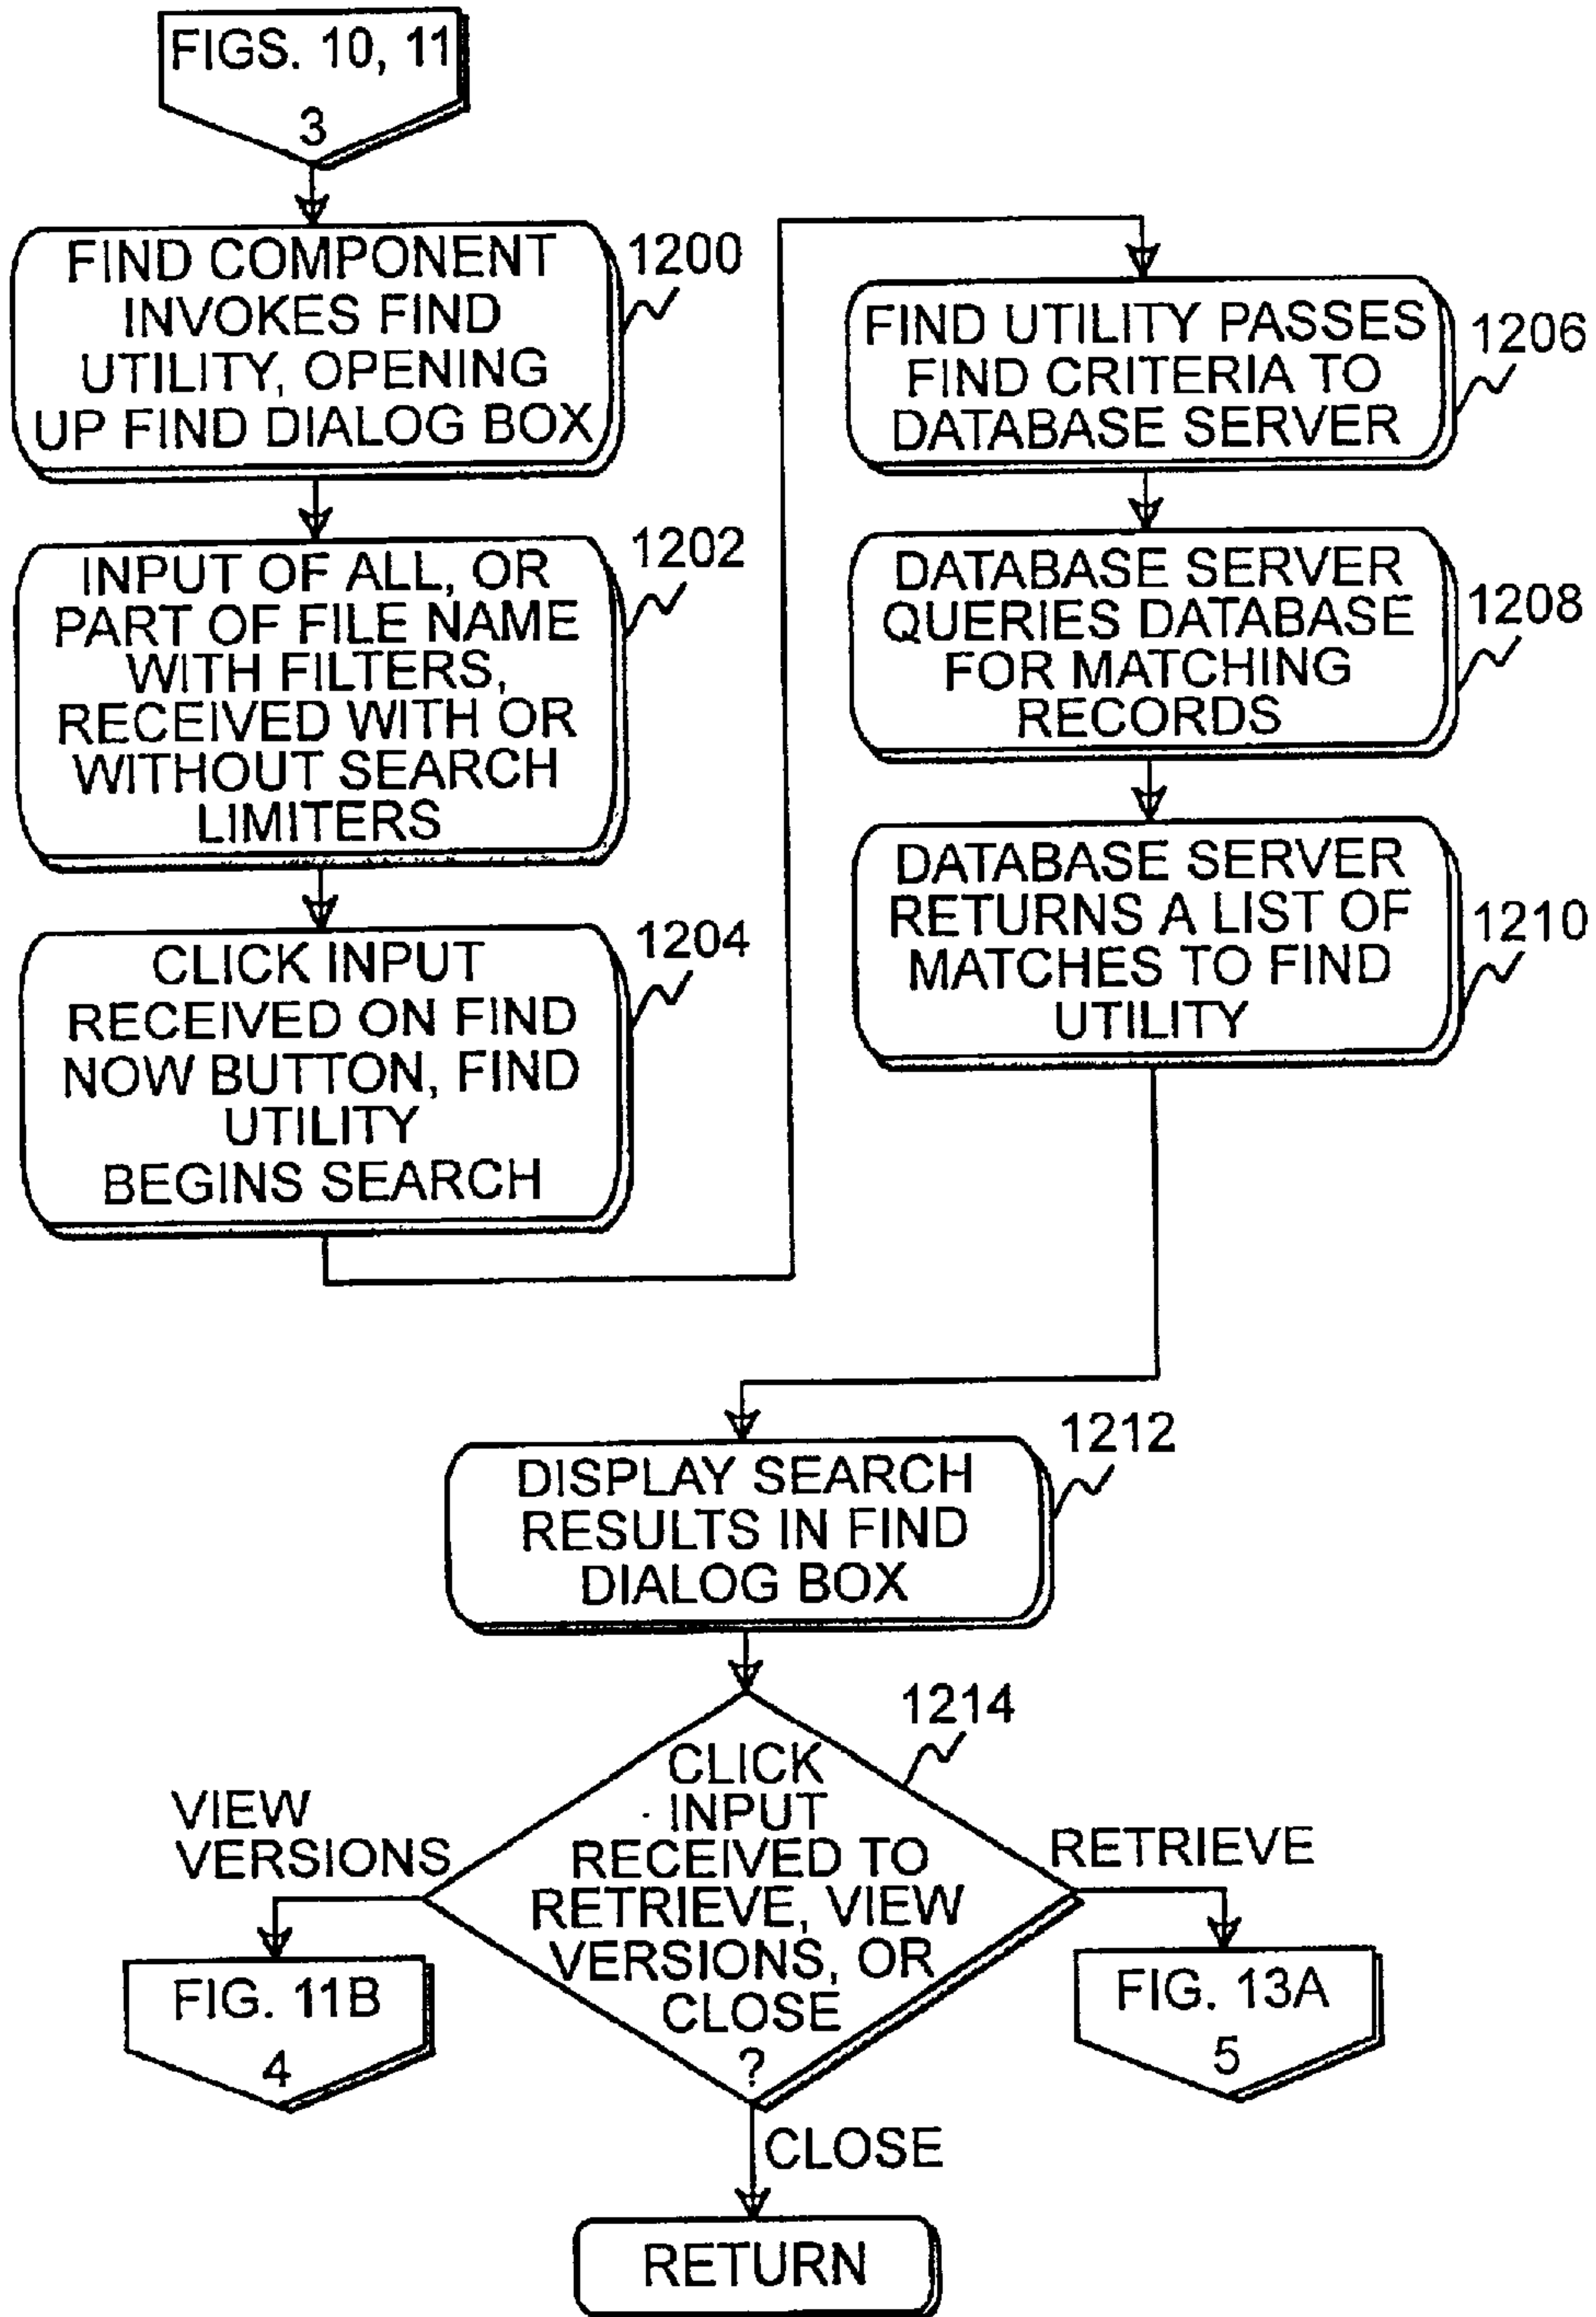 FIGS. 10, 11
3
FIND COMPONENT
INVOKES FIND
UTILITY, OPENING
UP FIND DIALOG BOX
1200
INPUT OF ALL, OR
PART OF FILE NAME
WITH FILTERS,
RECEIVED WITH OR
WITHOUT SEARCH
LIMITERS
1202
CLICK INPUT
RECEIVED ON FIND
NOW BUTTON, FIND
UTILITY
BEGINS SEARCH
1204
FIND UTILITY PASSES
FIND CRITERIA TO
DATABASE SERVER
1206
DATABASE SERVER
QUERIES DATABASE
FOR MATCHING
RECORDS
1208
DATABASE SERVER
RETURNS A LIST OF
MATCHES TO FIND
UTILITY
1210
DISPLAY SEARCH
RESULTS IN FIND
DIALOG BOX
1212
CLICK
INPUT
RECEIVED TO
RETRIEVE, VIEW
VERSIONS, OR
CLOSE
?
1214
VIEW
VERSIONS
FIG. 11B
4
RETRIEVE
FIG. 13A
5
CLOSE
RETURN